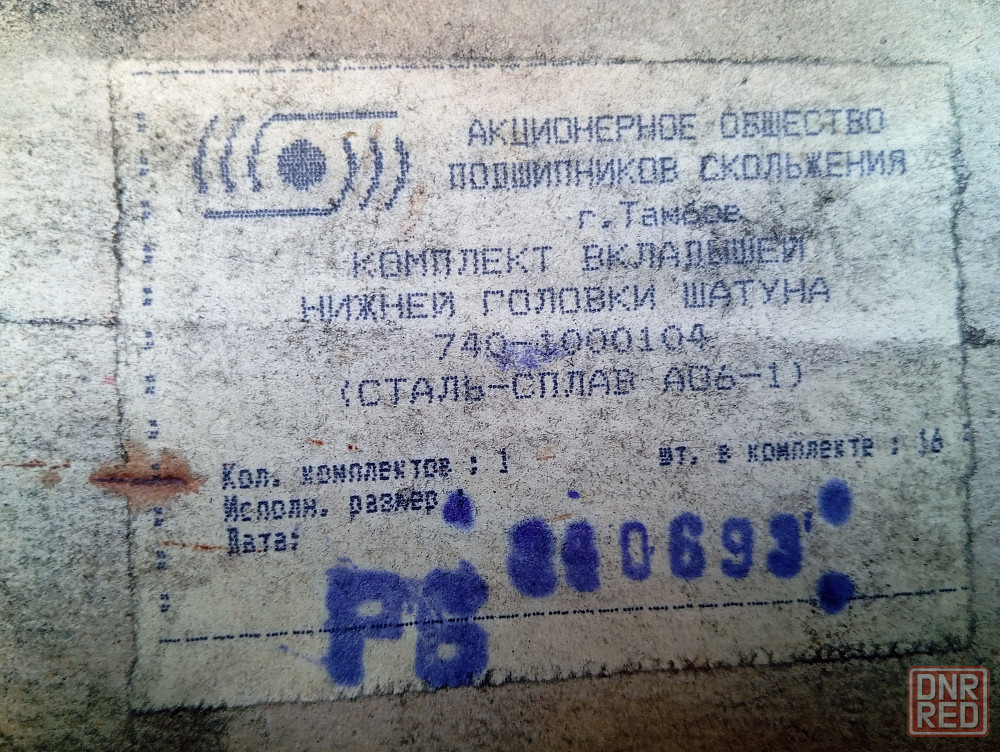 АКЦИОНЕРНОЕ ОБЩЕСТВО
ПОДШИПНИКОВ СКОЛЬЖЕНИЯ
г.Тамбов
КОМПЛЕКТ ВКЛАДЫШЕЙ
НИЖНЕЙ ГОЛОВКИ ШАТУНА
740-1000104
(СТАЛЬ-СПЛАВ АО6-1)
Кол. комплектов : 1 шт. в комплекте : 16
Исполн. размер
Дата:
DNR
RED